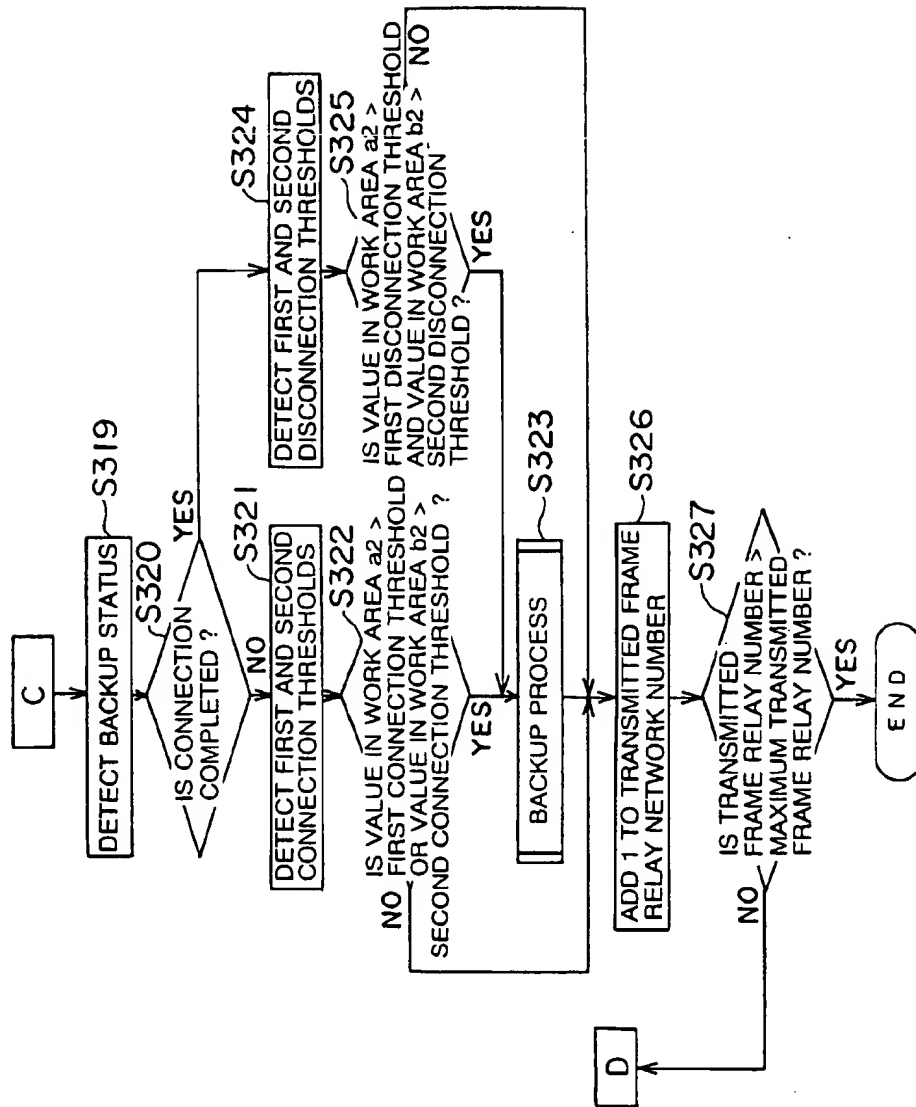 C
DETECT BACKUP STATUS
S319
S320
IS CONNECTION
COMPLETED ?
YES
NO
S321
DETECT FIRST AND SECOND
CONNECTION THRESHOLDS
S322
IS VALUE IN WORK AREA a2 >
FIRST CONNECTION THRESHOLD
OR VALUE IN WORK AREA b2 >
SECOND CONNECTION THRESHOLD ?
NO
YES
S324
DETECT FIRST AND SECOND
DISCONNECTION THRESHOLDS
S325
IS VALUE IN WORK AREA a2 >
FIRST DISCONNECTION THRESHOLD
AND VALUE IN WORK AREA b2 >
SECOND DISCONNECTION
THRESHOLD ?
NO
YES
S323
BACKUP PROCESS
S326
ADD 1 TO TRANSMITTED FRAME
RELAY NETWORK NUMBER
S327
IS TRANSMITTED
FRAME RELAY NUMBER >
MAXIMUM TRANSMITTED
FRAME RELAY NUMBER ?
NO
YES
D
END